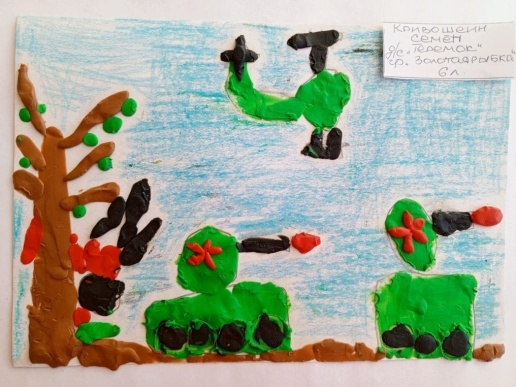 Кривошеин
Семён
д/с "Теремок"
гр. Золотая рыбка"
6 л.